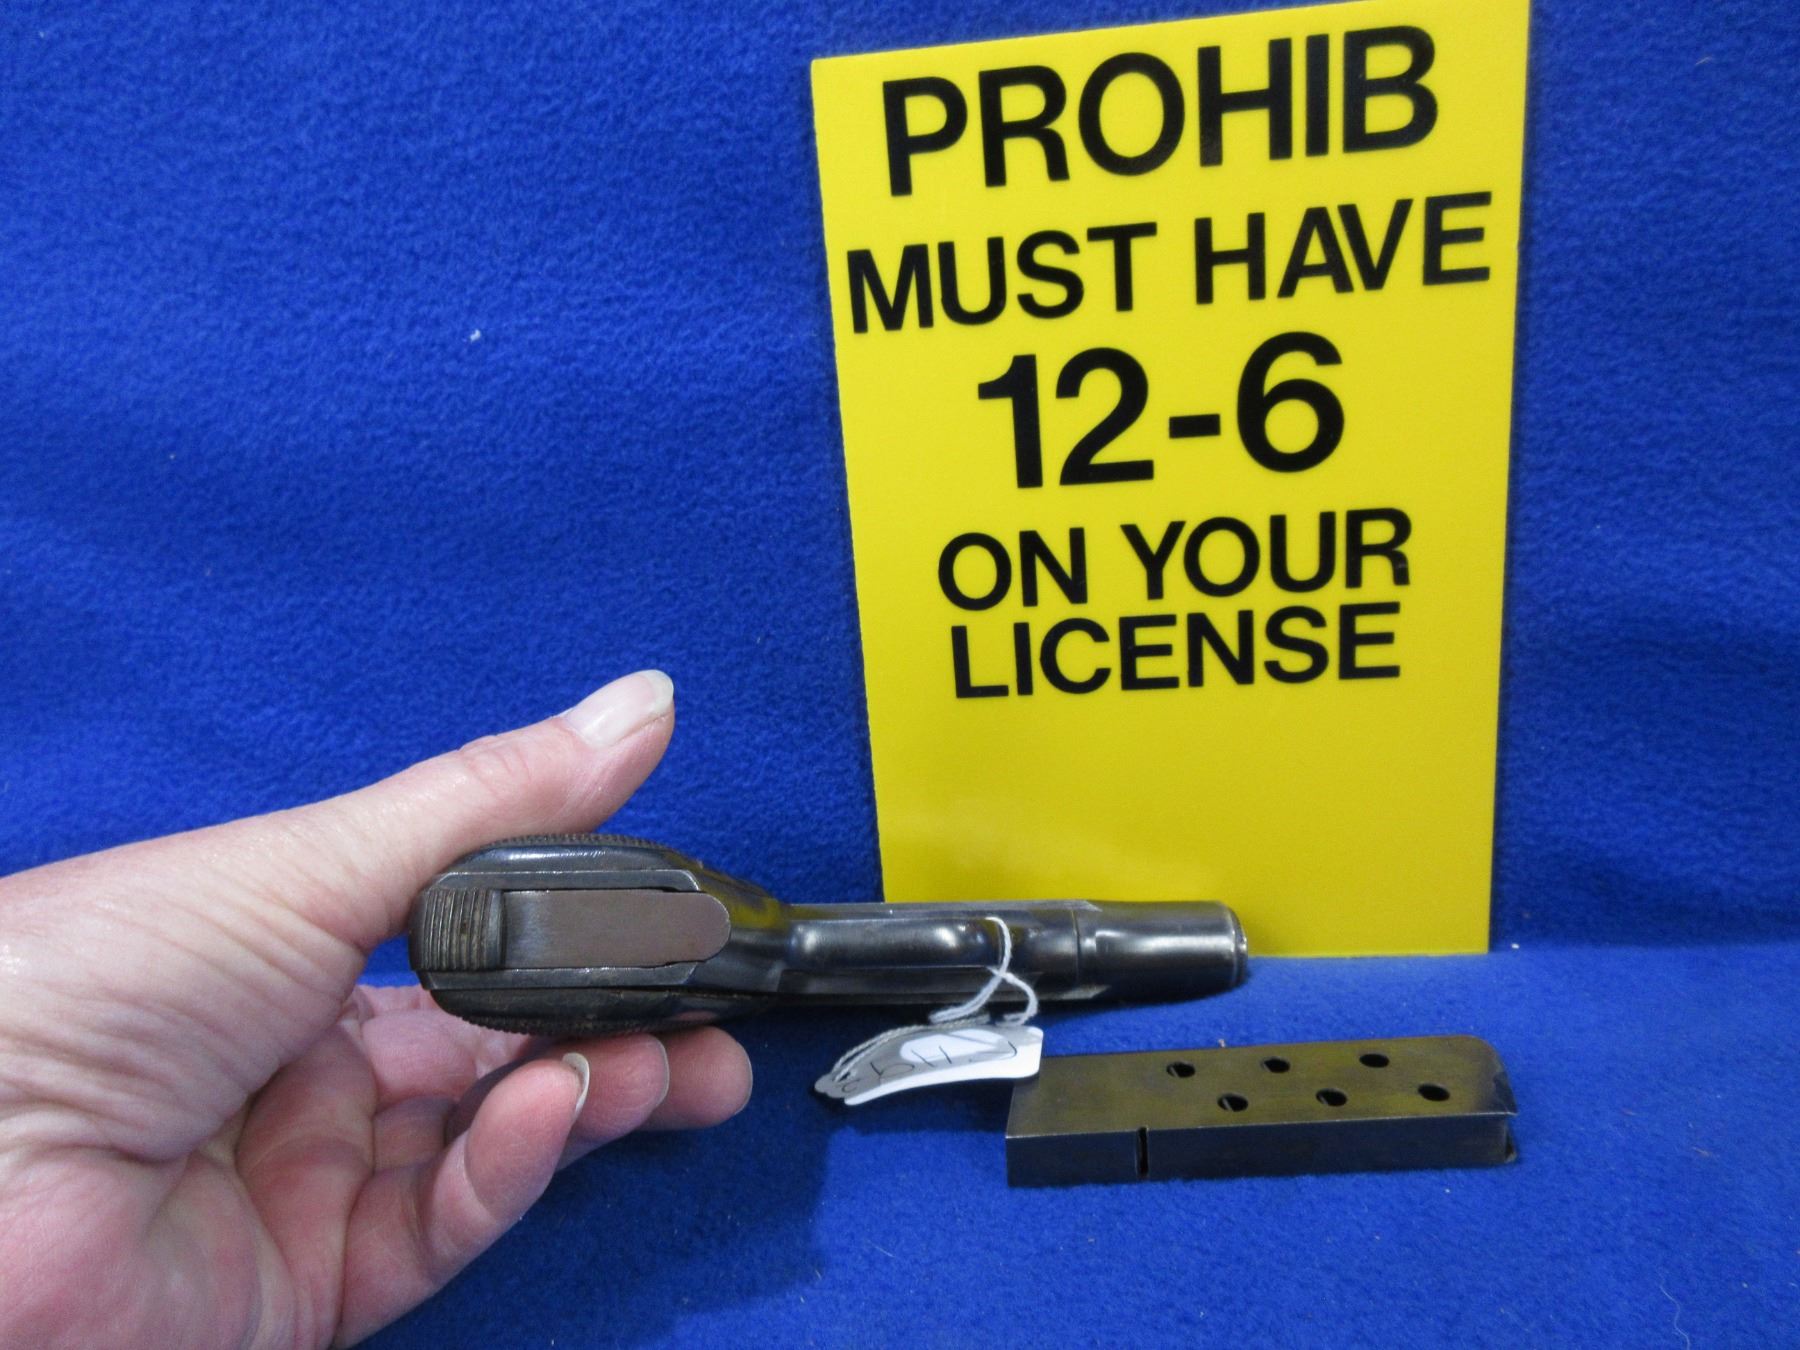 PROHIB
MUST HAVE
12-6
ON YOUR
LICENSE